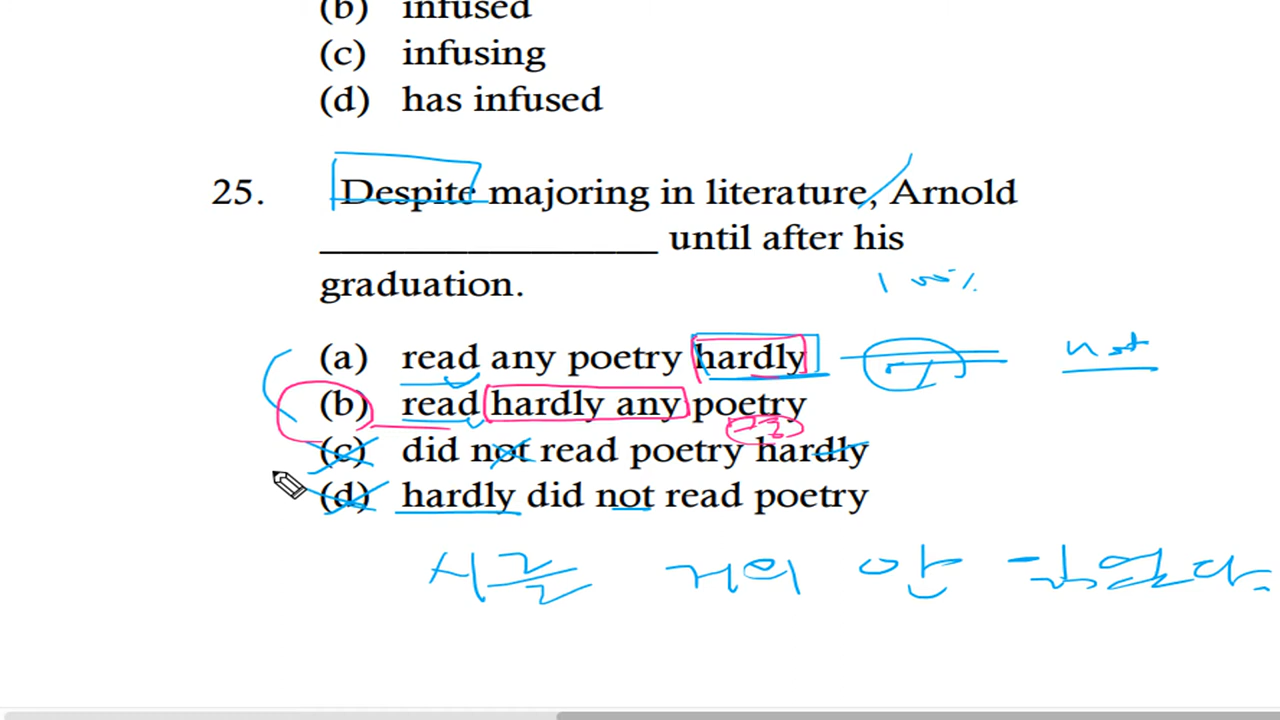 (b) infused
(c) infusing
(d) has infused
25. Despite majoring in literature, Arnold
__________________ until after his
graduation.
100%
(a) read any poetry hardly
not
(b) read hardly any poetry
(c) did not read poetry hardly
(d) hardly did not read poetry
시를 거의 안 읽었다.